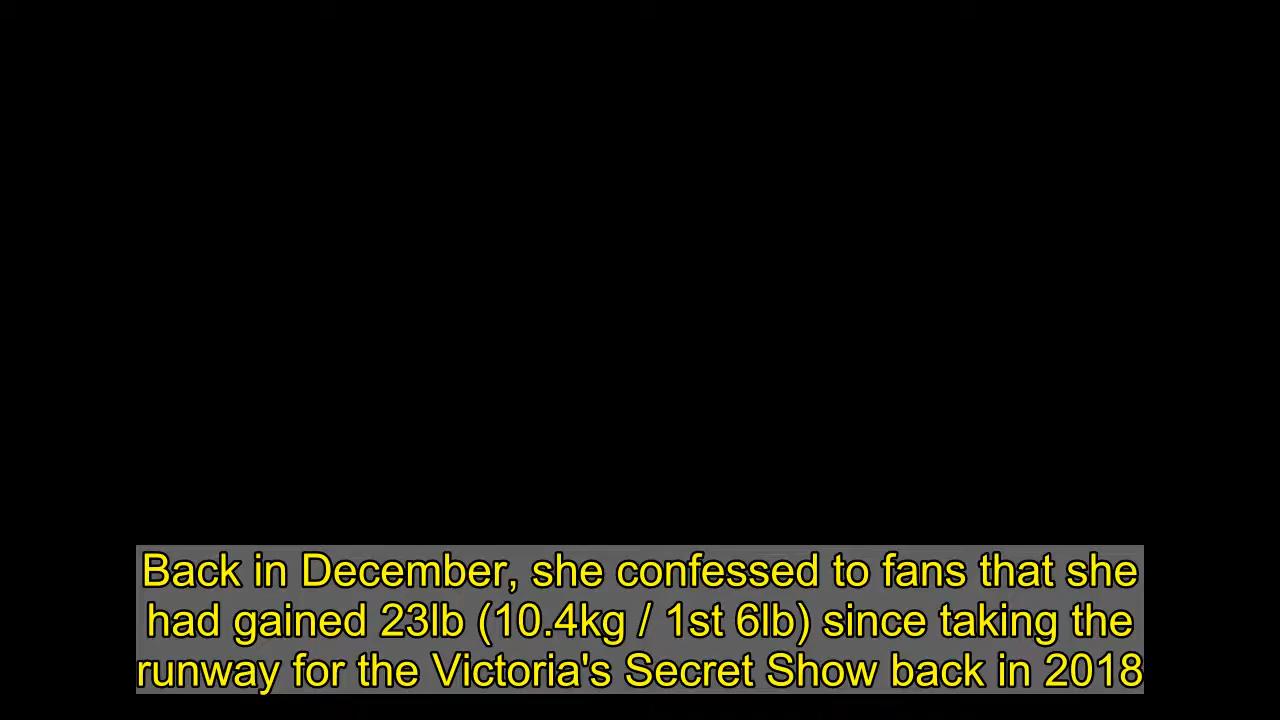 Back in December, she confessed to fans that she
had gained 23lb (10.4kg / 1st 6lb) since taking the
runway for the Victoria's Secret Show back in 2018